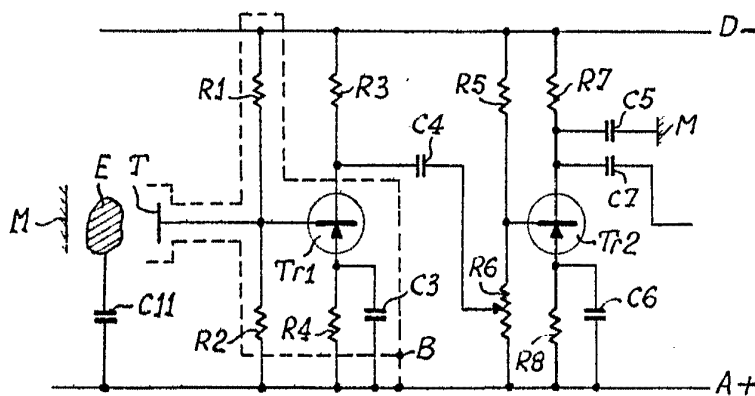 D-
R1
R3
R5
R7
C5
M
C4
C7
E
T
M
Tr1
Tr2
R6
C11
C3
C6
R2
R4
B
R8
A+